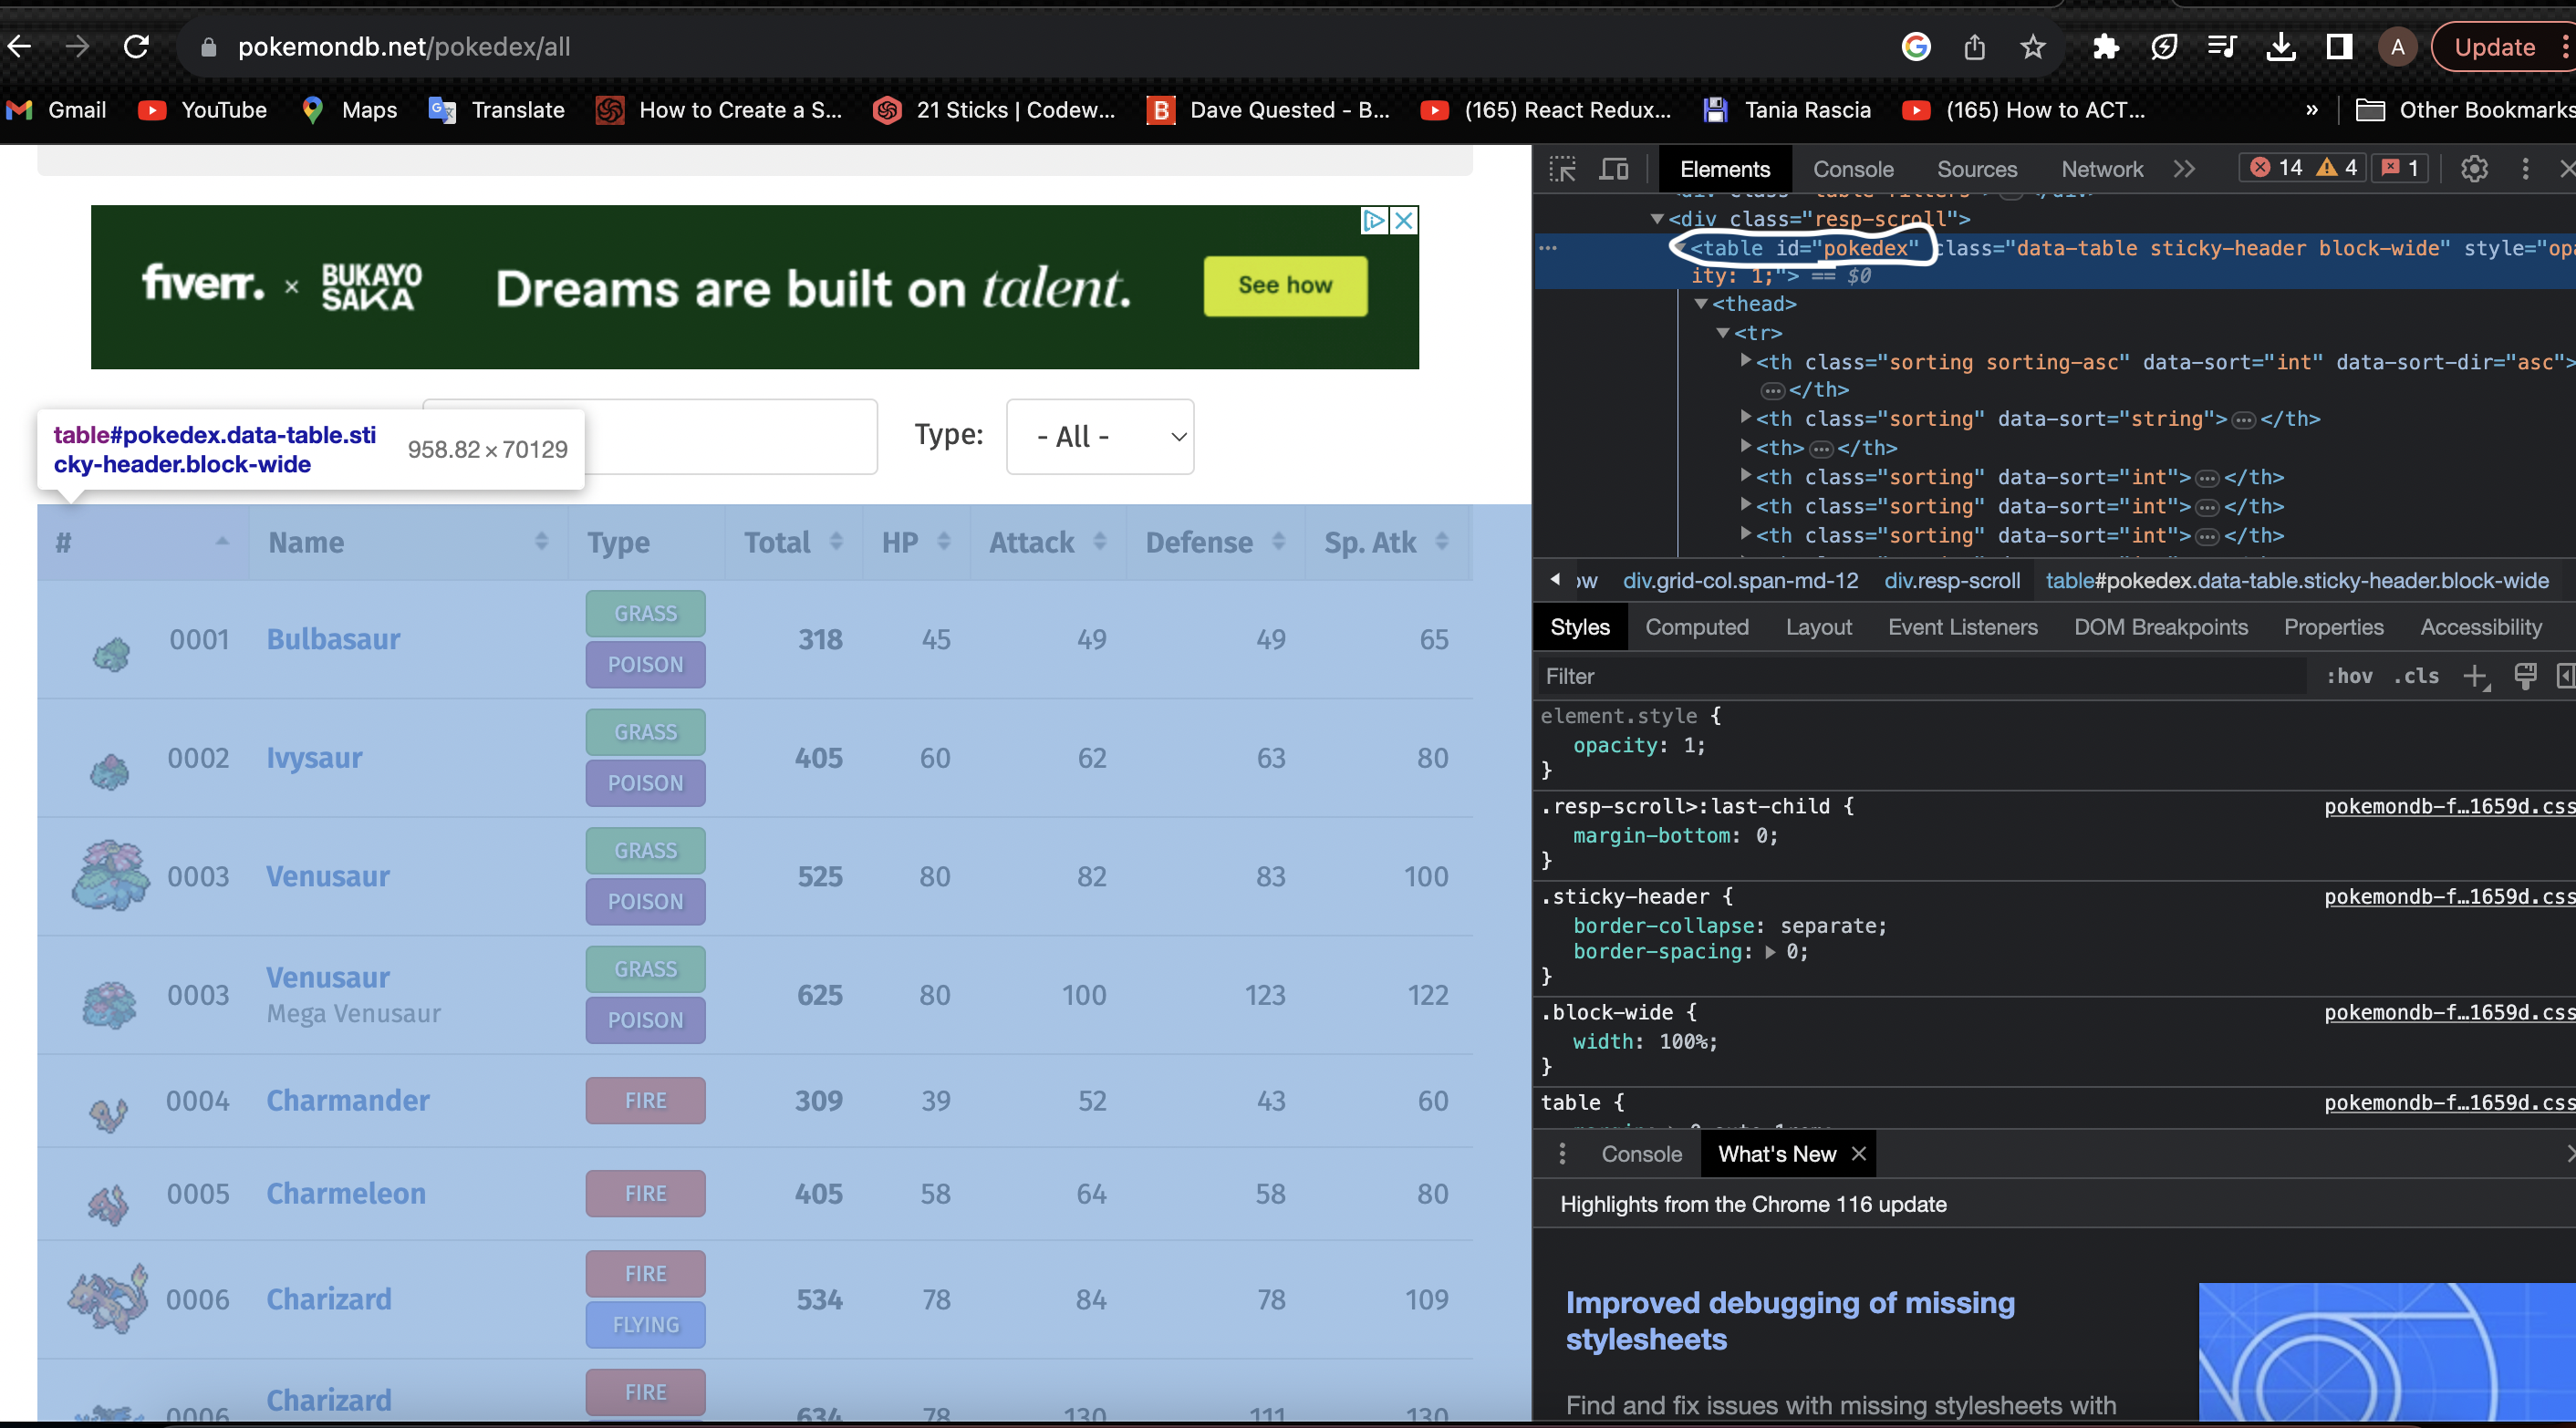 pokemondb.net/pokedex/all
A
Update
Gmail
YouTube
Maps
Translate
How to Create a S...
21 Sticks | Codew...
Dave Quested - B...
(165) React Redux...
Tania Rascia
(165) How to ACT...
»
Other Bookmarks
fiverr. × BUKAYO SAKA
Dreams are built on talent.
See how
table#pokedex.data-table.sti
cky-header.block-wide
958.82 × 70129
Type:
- All -
# Name Type Total HP Attack Defense Sp. Atk
0001 Bulbasaur GRASS POISON 318 45 49 49 65
0002 Ivysaur GRASS POISON 405 60 62 63 80
0003 Venusaur GRASS POISON 525 80 82 83 100
0003 Venusaur Mega Venusaur GRASS POISON 625 80 100 123 122
0004 Charmander FIRE 309 39 52 43 60
0005 Charmeleon FIRE 405 58 64 58 80
0006 Charizard FIRE FLYING 534 78 84 78 109
0006 Charizard FIRE 634 78 130 111 130
Elements Console Sources Network 14 4 1
<div class="resp-scroll">
<table id="pokedex" class="data-table sticky-header block-wide" style="opa
ity: 1;"> == $0
<thead>
<tr>
<th class="sorting sorting-asc" data-sort="int" data-sort-dir="asc">
… </th>
<th class="sorting" data-sort="string"> … </th>
<th> … </th>
<th class="sorting" data-sort="int"> … </th>
<th class="sorting" data-sort="int"> … </th>
<th class="sorting" data-sort="int"> … </th>
ow div.grid-col.span-md-12 div.resp-scroll table#pokedex.data-table.sticky-header.block-wide
Styles Computed Layout Event Listeners DOM Breakpoints Properties Accessibility
Filter :hov .cls
element.style {
opacity: 1;
}
.resp-scroll>:last-child { pokemondb-f…1659d.css
margin-bottom: 0;
}
.sticky-header { pokemondb-f…1659d.css
border-collapse: separate;
border-spacing: 0;
}
.block-wide { pokemondb-f…1659d.css
width: 100%;
}
table { pokemondb-f…1659d.css
Console What's New
Highlights from the Chrome 116 update
Improved debugging of missing
stylesheets
Find and fix issues with missing stylesheets with